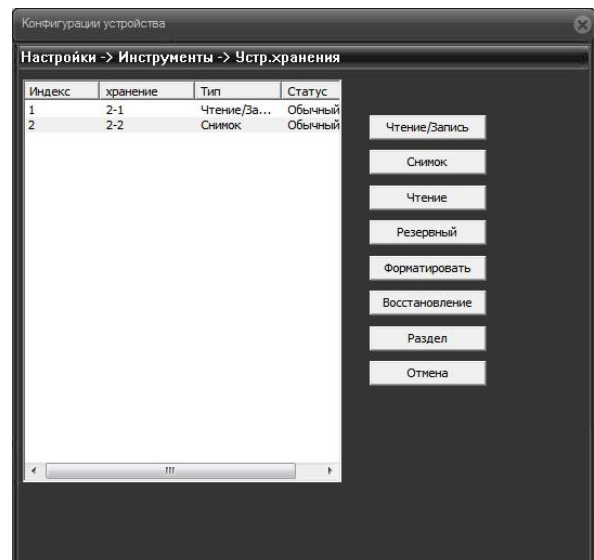 Конфигурации устройства
Настройки -> Инструменты -> Устр.хранения
Индекс хранение Тип Статус
1 2-1 Чтение/За... Обычный
2 2-2 Снимок Обычный
Чтение/Запись
Снимок
Чтение
Резервный
Форматировать
Восстановление
Раздел
Отмена